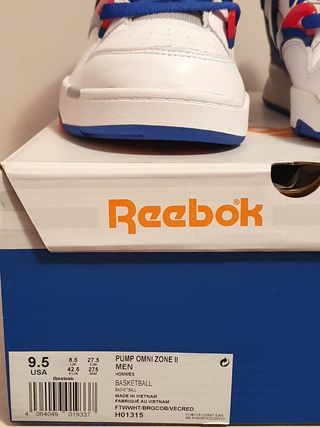 Reebok
9.5 8.5 27.5 PUMP OMNI ZONE II
USA UK CM MEN
42.5 275 HOMMES
EUR MM BASKETBALL
Reebok BASKETBALL
MADE IN VIETNAM
FABRIQUÉ AU VIETNAM
FTWWHT/BRGCOB/VECRED
4 064049 019337 H01315